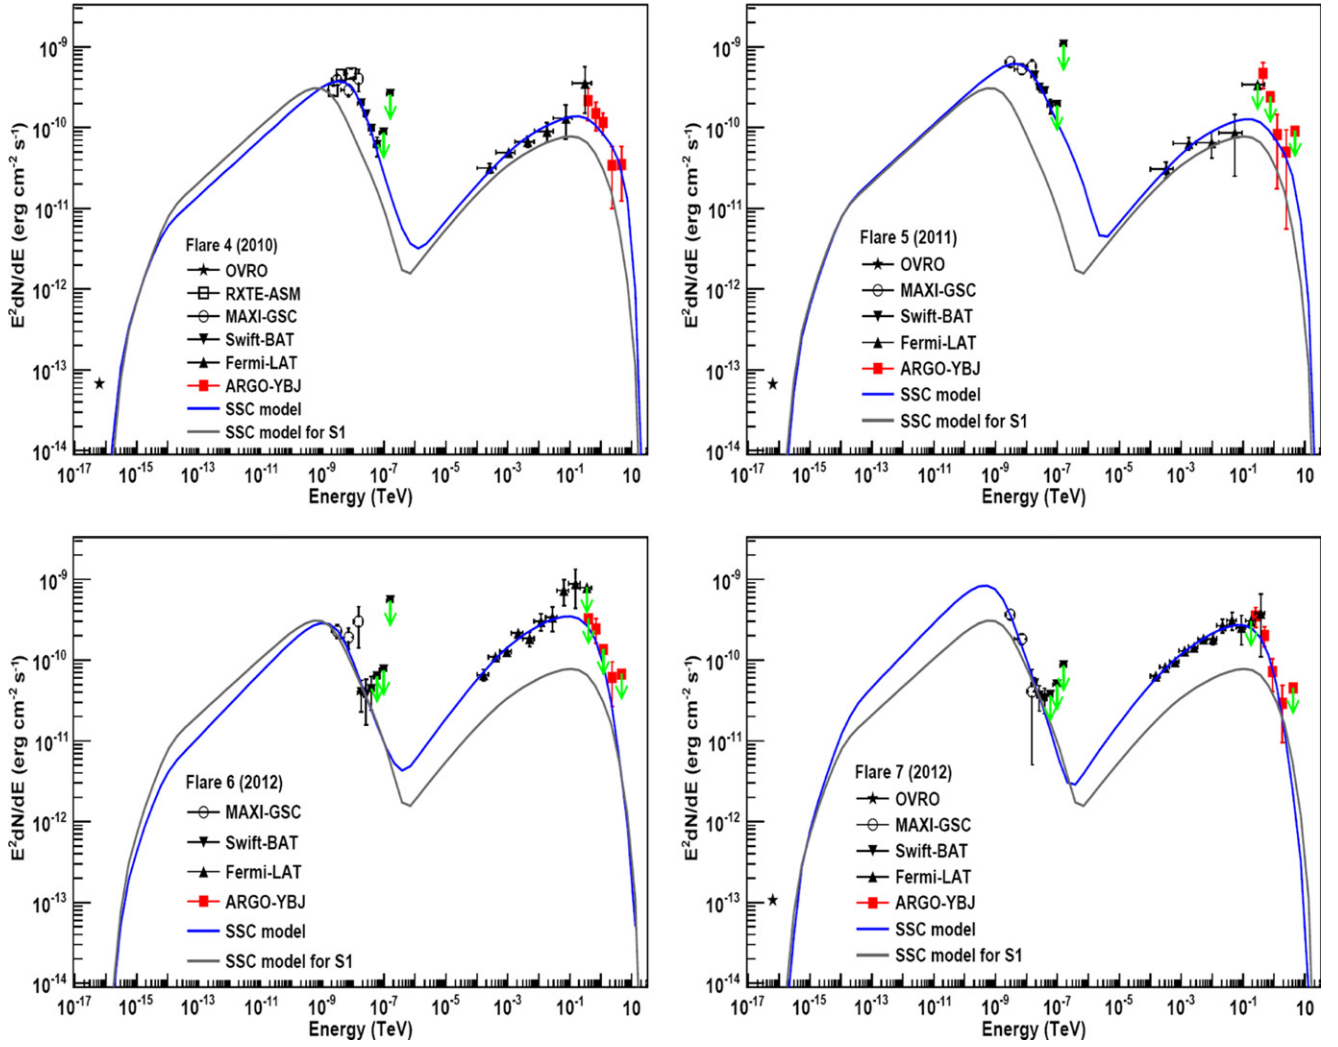 E²dN/dE (erg cm⁻² s⁻¹)
10⁻⁹
10⁻¹⁰
10⁻¹¹
10⁻¹²
10⁻¹³
10⁻¹⁴
Flare 4 (2010)
OVRO
RXTE-ASM
MAXI-GSC
Swift-BAT
Fermi-LAT
ARGO-YBJ
SSC model
SSC model for S1
10⁻¹⁷ 10⁻¹⁵ 10⁻¹³ 10⁻¹¹ 10⁻⁹ 10⁻⁷ 10⁻⁵ 10⁻³ 10⁻¹ 10
Energy (TeV)
E²dN/dE (erg cm⁻² s⁻¹)
10⁻⁹
10⁻¹⁰
10⁻¹¹
10⁻¹²
10⁻¹³
10⁻¹⁴
Flare 5 (2011)
OVRO
MAXI-GSC
Swift-BAT
Fermi-LAT
ARGO-YBJ
SSC model
SSC model for S1
10⁻¹⁷ 10⁻¹⁵ 10⁻¹³ 10⁻¹¹ 10⁻⁹ 10⁻⁷ 10⁻⁵ 10⁻³ 10⁻¹ 10
Energy (TeV)
E²dN/dE (erg cm⁻² s⁻¹)
10⁻⁹
10⁻¹⁰
10⁻¹¹
10⁻¹²
10⁻¹³
10⁻¹⁴
Flare 6 (2012)
MAXI-GSC
Swift-BAT
Fermi-LAT
ARGO-YBJ
SSC model
SSC model for S1
10⁻¹⁷ 10⁻¹⁵ 10⁻¹³ 10⁻¹¹ 10⁻⁹ 10⁻⁷ 10⁻⁵ 10⁻³ 10⁻¹ 10
Energy (TeV)
E²dN/dE (erg cm⁻² s⁻¹)
10⁻⁹
10⁻¹⁰
10⁻¹¹
10⁻¹²
10⁻¹³
10⁻¹⁴
Flare 7 (2012)
OVRO
MAXI-GSC
Swift-BAT
Fermi-LAT
ARGO-YBJ
SSC model
SSC model for S1
10⁻¹⁷ 10⁻¹⁵ 10⁻¹³ 10⁻¹¹ 10⁻⁹ 10⁻⁷ 10⁻⁵ 10⁻³ 10⁻¹ 10
Energy (TeV)